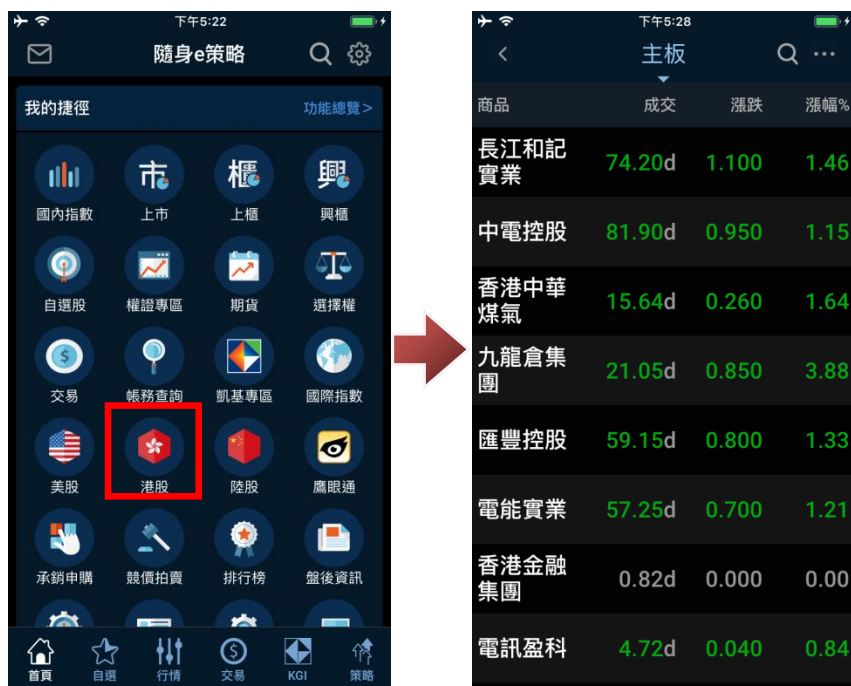 下午5:22
隨身e策略
我的捷徑
功能總覽>
國內指數 上市 上櫃 興櫃
市 櫃 興
自選股 權證專區 期貨 選擇權
交易 帳務查詢 凱基專區 國際指數
美股 港股 陸股 鷹眼通
承銷申購 競價拍賣 排行榜 盤後資訊
首頁 自選 行情 交易 KGI 策略
下午5:28
主板
商品 成交 漲跌 漲幅%
長江和記
實業
74.20d 1.100 1.46
中電控股 81.90d 0.950 1.15
香港中華
煤氣
15.64d 0.260 1.64
九龍倉集
團
21.05d 0.850 3.88
匯豐控股 59.15d 0.800 1.33
電能實業 57.25d 0.700 1.21
香港金融
集團
0.82d 0.000 0.00
電訊盈科 4.72d 0.040 0.84